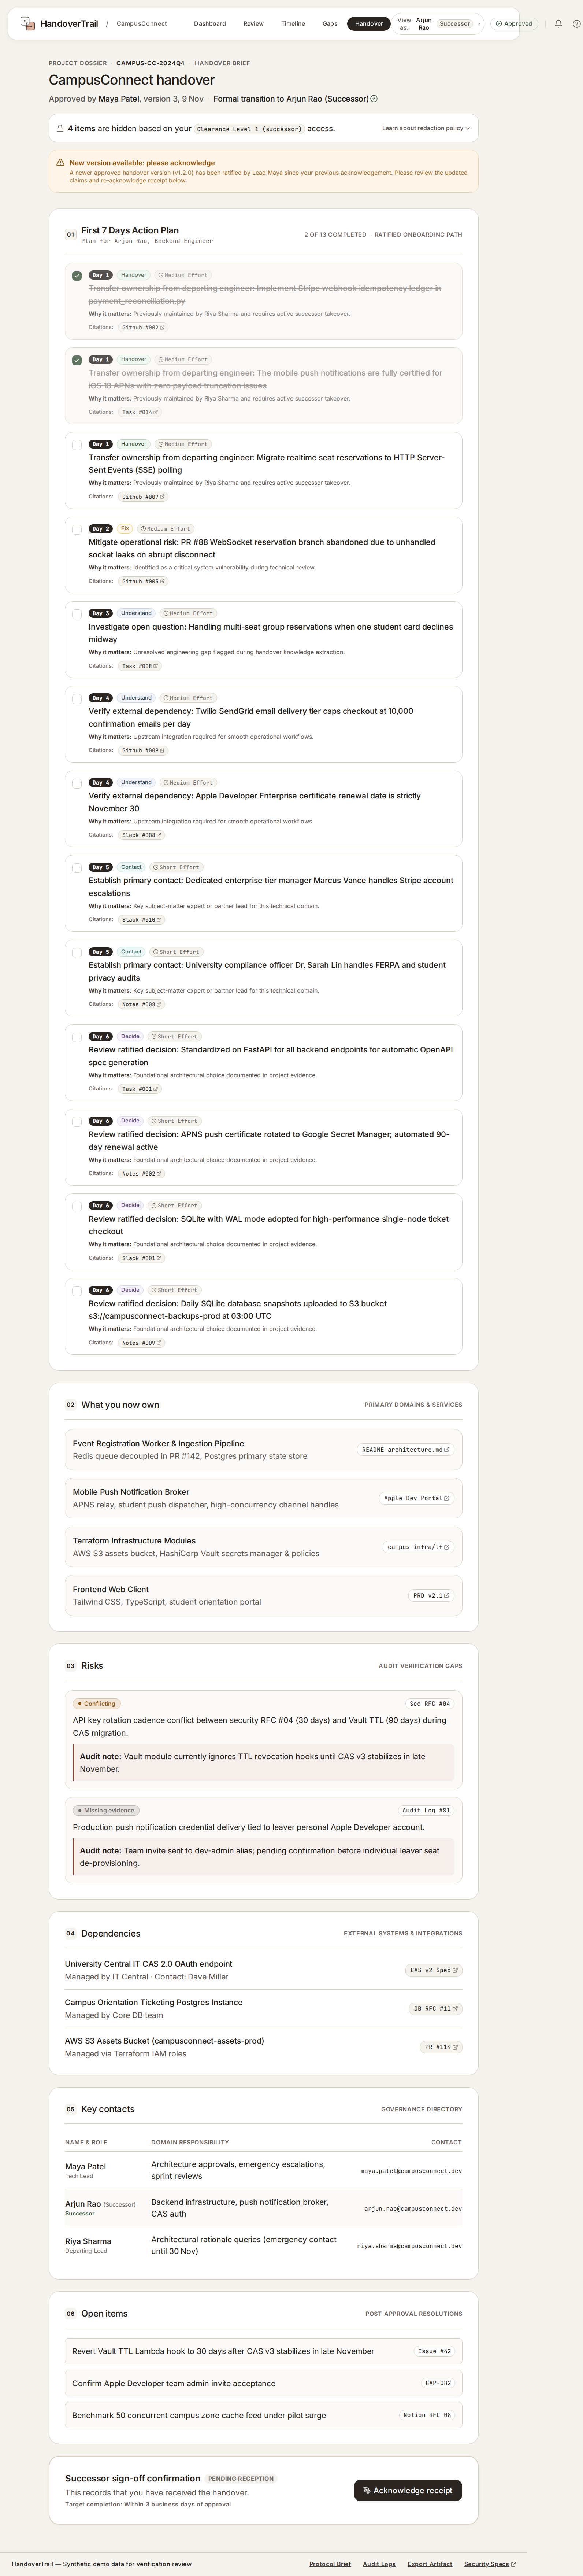 HandoverTrail / CampusConnect Dashboard Review Timeline Gaps Handover View as: Arjun Rao Successor Approved
PROJECT DOSSIER CAMPUS-CC-2024Q4 HANDOVER BRIEF
CampusConnect handover
Approved by Maya Patel, version 3, 9 Nov Formal transition to Arjun Rao (Successor)
4 items are hidden based on your Clearance Level 1 (successor) access. Learn about redaction policy
New version available: please acknowledge
A newer approved handover version (v1.2.0) has been ratified by Lead Maya since your previous acknowledgement. Please review the updated
claims and re-acknowledge receipt below.
01 First 7 Days Action Plan 2 OF 13 COMPLETED · RATIFIED ONBOARDING PATH
Plan for Arjun Rao, Backend Engineer
Day 1 Handover Medium Effort
Transfer ownership from departing engineer: Implement Stripe webhook idempotency ledger in
payment_reconciliation.py
Why it matters: Previously maintained by Riya Sharma and requires active successor takeover.
Citations: Github #002
Day 1 Handover Medium Effort
Transfer ownership from departing engineer: The mobile push notifications are fully certified for
iOS 18 APNs with zero payload truncation issues
Why it matters: Previously maintained by Riya Sharma and requires active successor takeover.
Citations: Task #014
Day 1 Handover Medium Effort
Transfer ownership from departing engineer: Migrate realtime seat reservations to HTTP Server-
Sent Events (SSE) polling
Why it matters: Previously maintained by Riya Sharma and requires active successor takeover.
Citations: Github #007
Day 2 Fix Medium Effort
Mitigate operational risk: PR #88 WebSocket reservation branch abandoned due to unhandled
socket leaks on abrupt disconnect
Why it matters: Identified as a critical system vulnerability during technical review.
Citations: Github #005
Day 3 Understand Medium Effort
Investigate open question: Handling multi-seat group reservations when one student card declines
midway
Why it matters: Unresolved engineering gap flagged during handover knowledge extraction.
Citations: Task #008
Day 4 Understand Medium Effort
Verify external dependency: Twilio SendGrid email delivery tier caps checkout at 10,000
confirmation emails per day
Why it matters: Upstream integration required for smooth operational workflows.
Citations: Github #009
Day 4 Understand Medium Effort
Verify external dependency: Apple Developer Enterprise certificate renewal date is strictly
November 30
Why it matters: Upstream integration required for smooth operational workflows.
Citations: Slack #008
Day 5 Contact Short Effort
Establish primary contact: Dedicated enterprise tier manager Marcus Vance handles Stripe account
escalations
Why it matters: Key subject-matter expert or partner lead for this technical domain.
Citations: Slack #010
Day 5 Contact Short Effort
Establish primary contact: University compliance officer Dr. Sarah Lin handles FERPA and student
privacy audits
Why it matters: Key subject-matter expert or partner lead for this technical domain.
Citations: Notes #008
Day 6 Decide Short Effort
Review ratified decision: Standardized on FastAPI for all backend endpoints for automatic OpenAPI
spec generation
Why it matters: Foundational architectural choice documented in project evidence.
Citations: Task #001
Day 6 Decide Short Effort
Review ratified decision: APNS push certificate rotated to Google Secret Manager; automated 90-
day renewal active
Why it matters: Foundational architectural choice documented in project evidence.
Citations: Notes #002
Day 6 Decide Short Effort
Review ratified decision: SQLite with WAL mode adopted for high-performance single-node ticket
checkout
Why it matters: Foundational architectural choice documented in project evidence.
Citations: Slack #001
Day 6 Decide Short Effort
Review ratified decision: Daily SQLite database snapshots uploaded to S3 bucket
s3://campusconnect-backups-prod at 03:00 UTC
Why it matters: Foundational architectural choice documented in project evidence.
Citations: Notes #009
02 What you now own PRIMARY DOMAINS & SERVICES
Event Registration Worker & Ingestion Pipeline README-architecture.md
Redis queue decoupled in PR #142, Postgres primary state store
Mobile Push Notification Broker Apple Dev Portal
APNS relay, student push dispatcher, high-concurrency channel handles
Terraform Infrastructure Modules campus-infra/tf
AWS S3 assets bucket, HashiCorp Vault secrets manager & policies
Frontend Web Client PRD v2.1
Tailwind CSS, TypeScript, student orientation portal
03 Risks AUDIT VERIFICATION GAPS
Conflicting Sec RFC #04
API key rotation cadence conflict between security RFC #04 (30 days) and Vault TTL (90 days) during
CAS migration.
Audit note: Vault module currently ignores TTL revocation hooks until CAS v3 stabilizes in late
November.
Missing evidence Audit Log #81
Production push notification credential delivery tied to leaver personal Apple Developer account.
Audit note: Team invite sent to dev-admin alias; pending confirmation before individual leaver seat
de-provisioning.
04 Dependencies EXTERNAL SYSTEMS & INTEGRATIONS
University Central IT CAS 2.0 OAuth endpoint CAS v2 Spec
Managed by IT Central · Contact: Dave Miller
Campus Orientation Ticketing Postgres Instance DB RFC #11
Managed by Core DB team
AWS S3 Assets Bucket (campusconnect-assets-prod) PR #114
Managed via Terraform IAM roles
05 Key contacts GOVERNANCE DIRECTORY
NAME & ROLE DOMAIN RESPONSIBILITY CONTACT
Maya Patel Architecture approvals, emergency escalations, maya.patel@campusconnect.dev
Tech Lead sprint reviews
Arjun Rao (Successor) Backend infrastructure, push notification broker, arjun.rao@campusconnect.dev
Successor CAS auth
Riya Sharma Architectural rationale queries (emergency contact riya.sharma@campusconnect.dev
Departing Lead until 30 Nov)
06 Open items POST-APPROVAL RESOLUTIONS
Revert Vault TTL Lambda hook to 30 days after CAS v3 stabilizes in late November Issue #42
Confirm Apple Developer team admin invite acceptance GAP-082
Benchmark 50 concurrent campus zone cache feed under pilot surge Notion RFC 08
Successor sign-off confirmation PENDING RECEPTION
This records that you have received the handover. Acknowledge receipt
Target completion: Within 3 business days of approval
HandoverTrail — Synthetic demo data for verification review Protocol Brief Audit Logs Export Artifact Security Specs